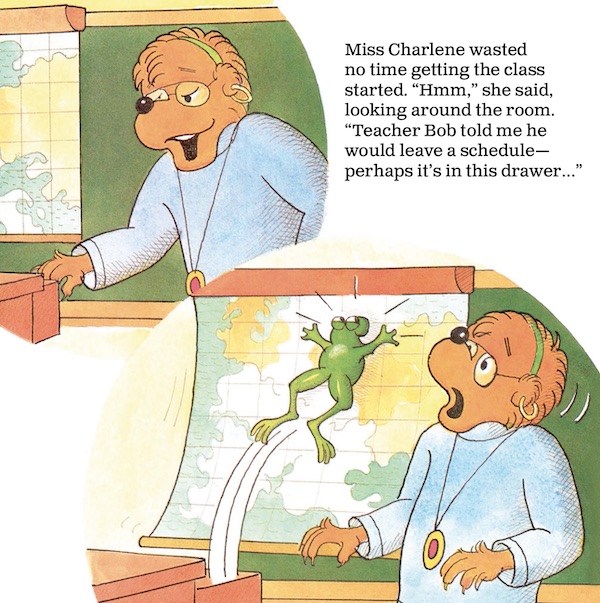 Miss Charlene wasted
no time getting the class
started. “Hmm,” she said,
looking around the room.
“Teacher Bob told me he
would leave a schedule—
perhaps it’s in this drawer...”